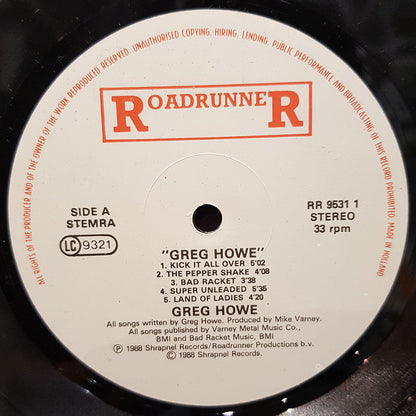 ALL RIGHTS OF THE PRODUCER AND OF THE OWNER OF THE WORK REPRODUCED RESERVED. UNAUTHORISED COPYING, HIRING, LENDING, PUBLIC PERFORMANCE AND BROADCASTING OF THIS RECORD PROHIBITED. MADE IN HOLLAND
ROADRUNNER
SIDE A
STEMRA
LC 9321
RR 9531 1
STEREO
33 rpm
"GREG HOWE"
1. KICK IT ALL OVER 5'02
2. THE PEPPER SHAKE 4'08
3. BAD RACKET 3'38
4. SUPER UNLEADED 5'35
5. LAND OF LADIES 4'20
GREG HOWE
All songs written by Greg Howe. Produced by Mike Varney.
All songs published by Varney Metal Music Co.,
BMI and Bad Racket Music, BMI
Ⓟ 1988 Shrapnel Records/Roadrunner Productions b.v.
© 1988 Shrapnel Records.